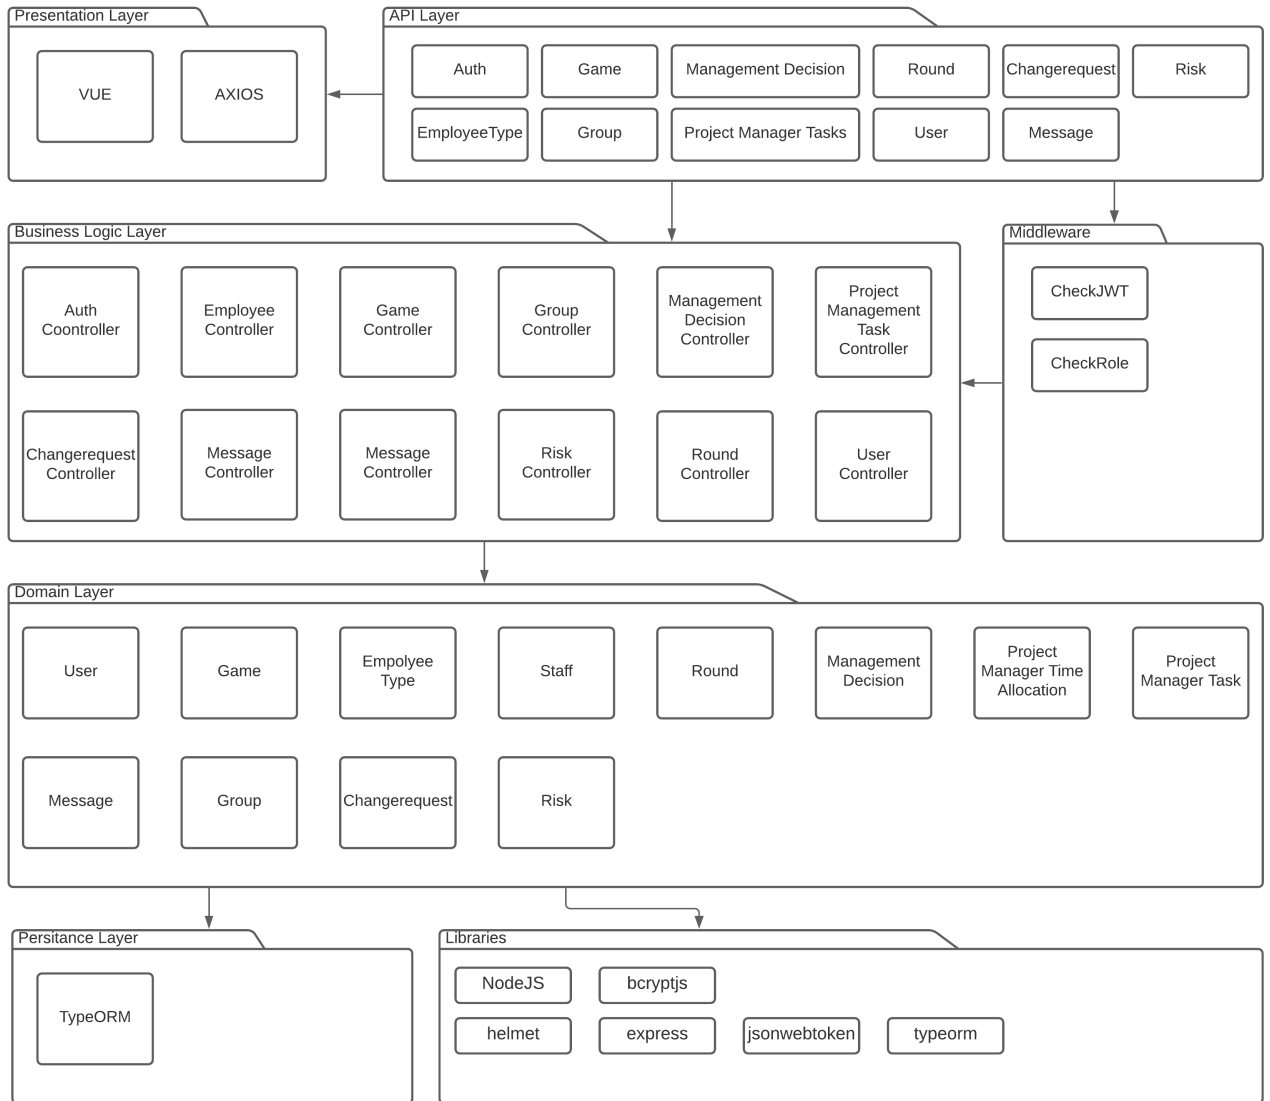 Presentation Layer
VUE
AXIOS
API Layer
Auth
Game
Management Decision
Round
Changerequest
Risk
EmployeeType
Group
Project Manager Tasks
User
Message
Business Logic Layer
Auth
Coontroller
Employee
Controller
Game
Controller
Group
Controller
Management
Decision
Controller
Project
Management
Task
Controller
Changerequest
Controller
Message
Controller
Message
Controller
Risk
Controller
Round
Controller
User
Controller
Middleware
CheckJWT
CheckRole
Domain Layer
User
Game
Empolyee
Type
Staff
Round
Management
Decision
Project
Manager Time
Allocation
Project
Manager Task
Message
Group
Changerequest
Risk
Persitance Layer
TypeORM
Libraries
NodeJS
bcryptjs
helmet
express
jsonwebtoken
typeorm